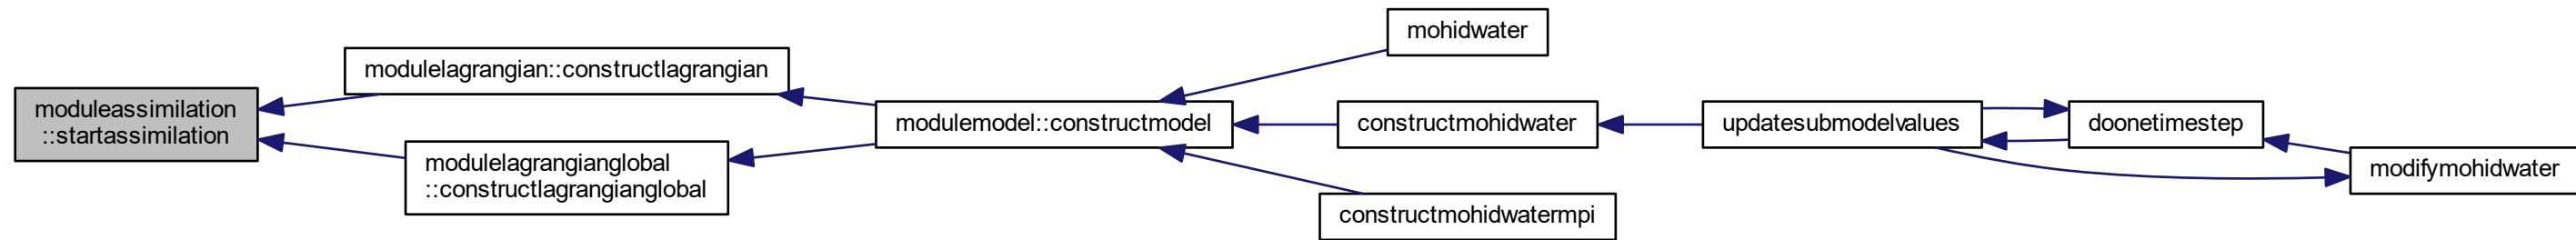 moduleassimilation
::startassimilation
modulelagrangian::constructlagrangian
modulelagrangianglobal
::constructlagrangianglobal
modulemodel::constructmodel
mohidwater
constructmohidwater
constructmohidwatermpi
updatesubmodelvalues
doonetimestep
modifymohidwater